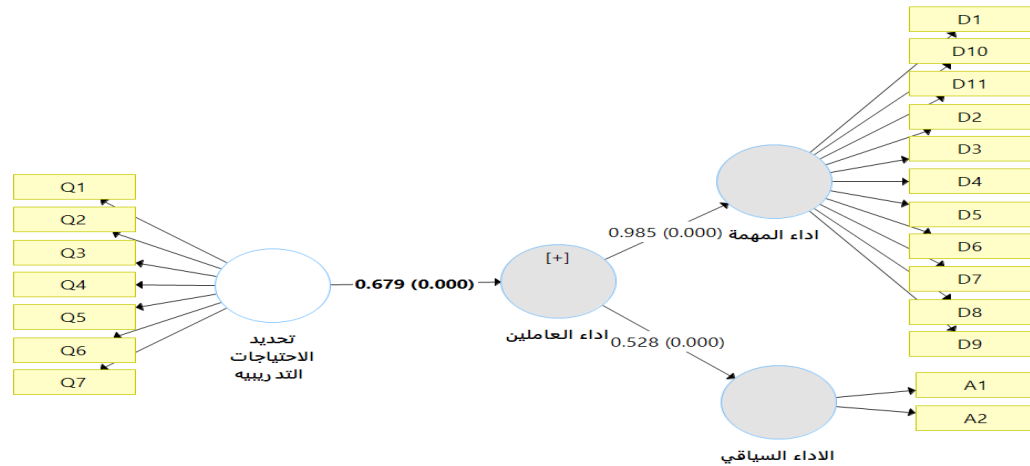 Q1
Q2
Q3
Q4
Q5
Q6
Q7
تحديد
الاحتياجات
التد ريبيه
0.679 (0.000)
[+]
اداء العاملين
0.985 (0.000)
0.528 (0.000)
اداء المهمة
الاداء السياقي
D1
D10
D11
D2
D3
D4
D5
D6
D7
D8
D9
A1
A2